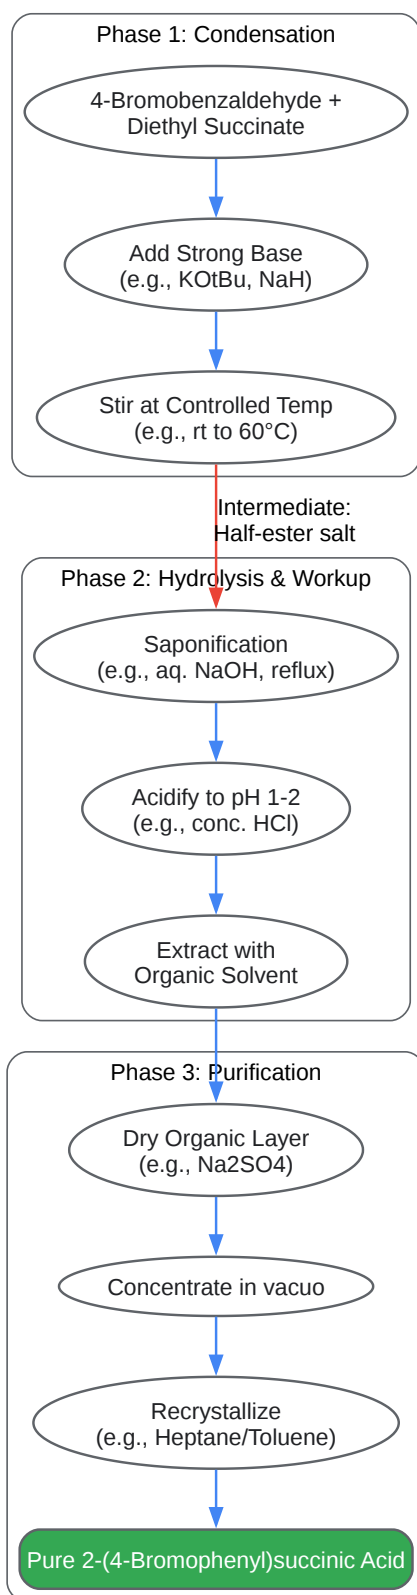 Phase 1: Condensation
4-Bromobenzaldehyde +
Diethyl Succinate
Add Strong Base
(e.g., KOtBu, NaH)
Stir at Controlled Temp
(e.g., rt to 60°C)
Intermediate:
Half-ester salt
Phase 2: Hydrolysis & Workup
Saponification
(e.g., aq. NaOH, reflux)
Acidify to pH 1-2
(e.g., conc. HCl)
Extract with
Organic Solvent
Phase 3: Purification
Dry Organic Layer
(e.g., Na2SO4)
Concentrate in vacuo
Recrystallize
(e.g., Heptane/Toluene)
Pure 2-(4-Bromophenyl)succinic Acid